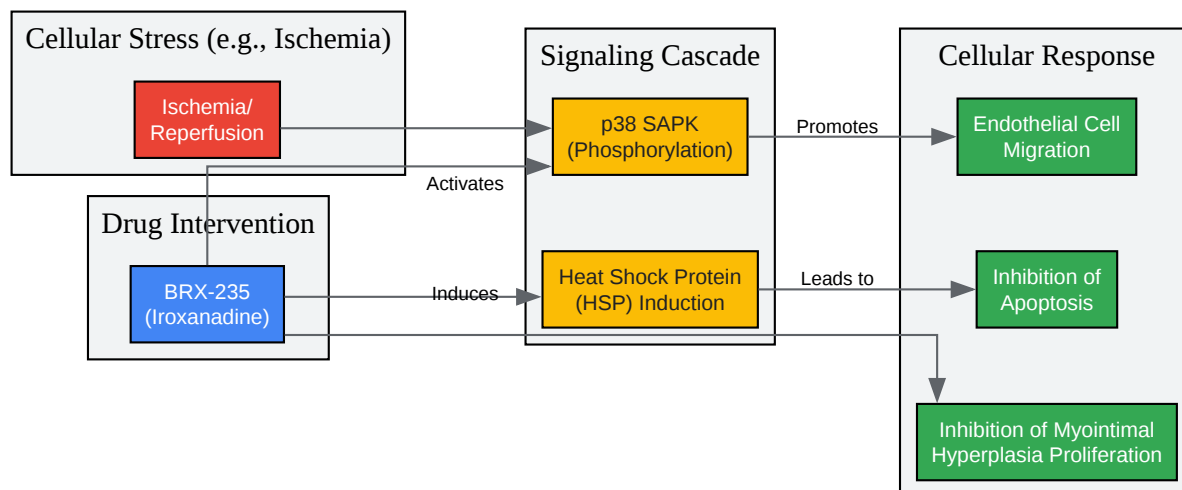 Cellular Stress (e.g., Ischemia)
Ischemia/
Reperfusion
Drug Intervention
BRX-235
(Iroxanadine)
Activates
Induces
Signaling Cascade
p38 SAPK
(Phosphorylation)
Heat Shock Protein
(HSP) Induction
Promotes
Leads to
Cellular Response
Endothelial Cell
Migration
Inhibition of
Apoptosis
Inhibition of Myointimal
Hyperplasia Proliferation